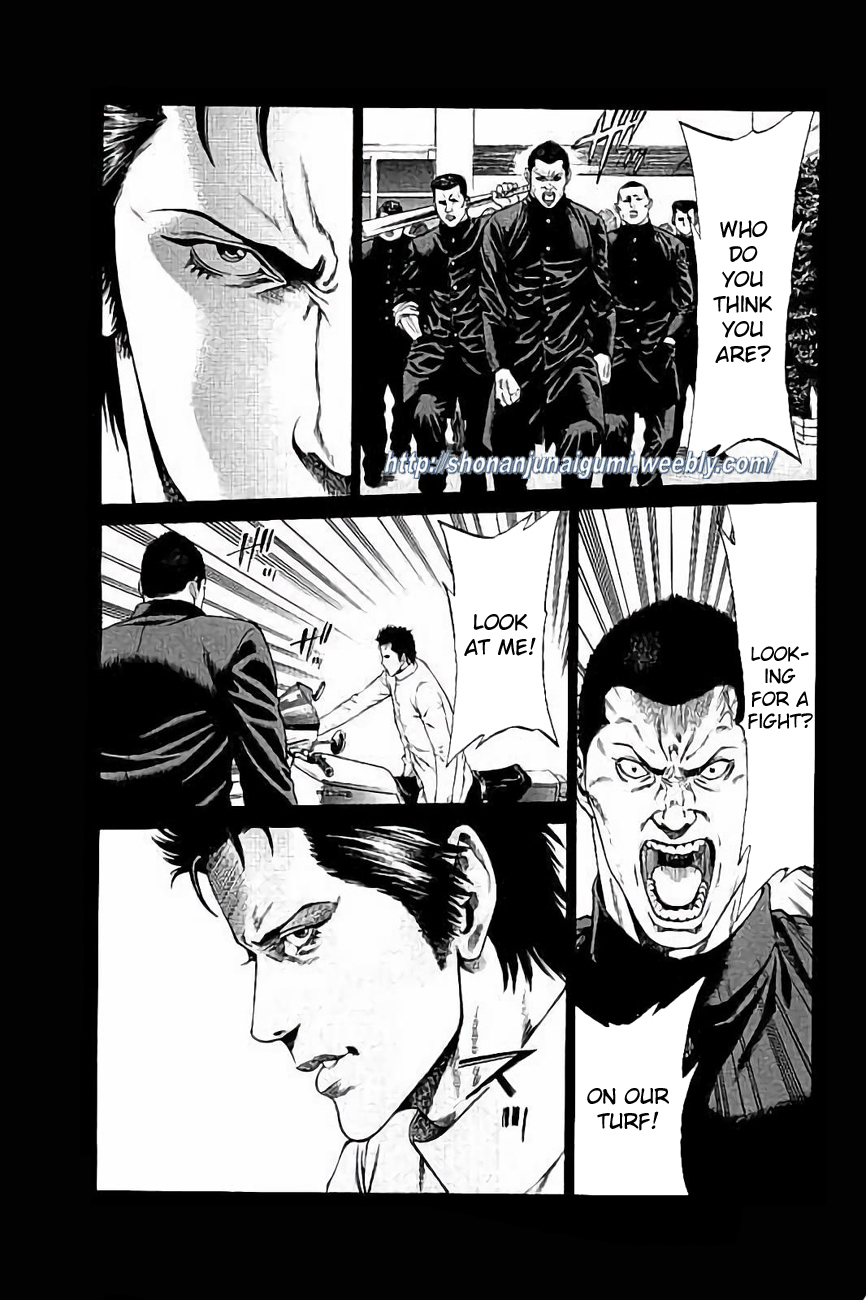 WHO
DO
YOU
THINK
YOU
ARE?
http://shonanjunaigumi.weebly.com/
LOOK-
ING
FOR A
FIGHT?
ON OUR
TURF!
LOOK
AT ME!